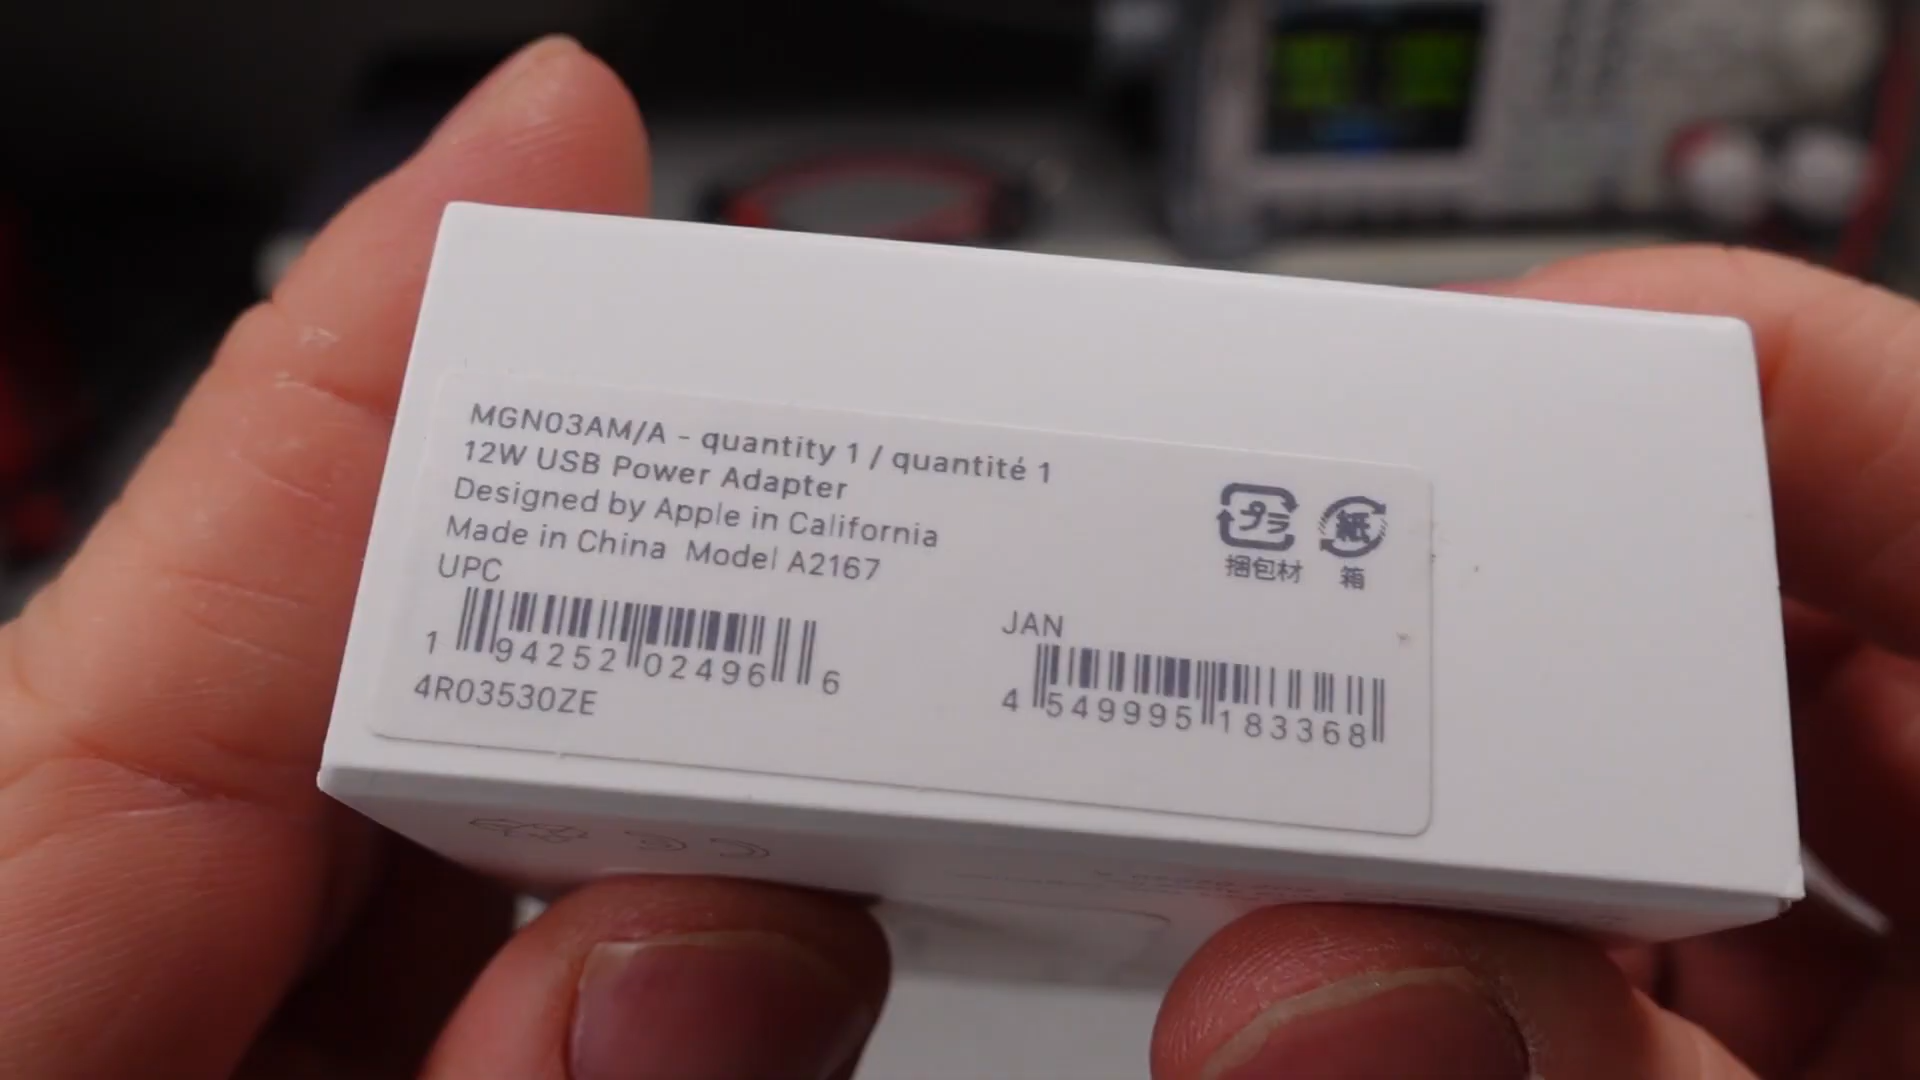 MGN03AM/A - quantity 1 / quantité 1
12W USB Power Adapter
Designed by Apple in California
Made in China Model A2167
プラ 紙
捆包材 箱
UPC
1 94252 02496 6
4R03530ZE
JAN
4 549995 183368